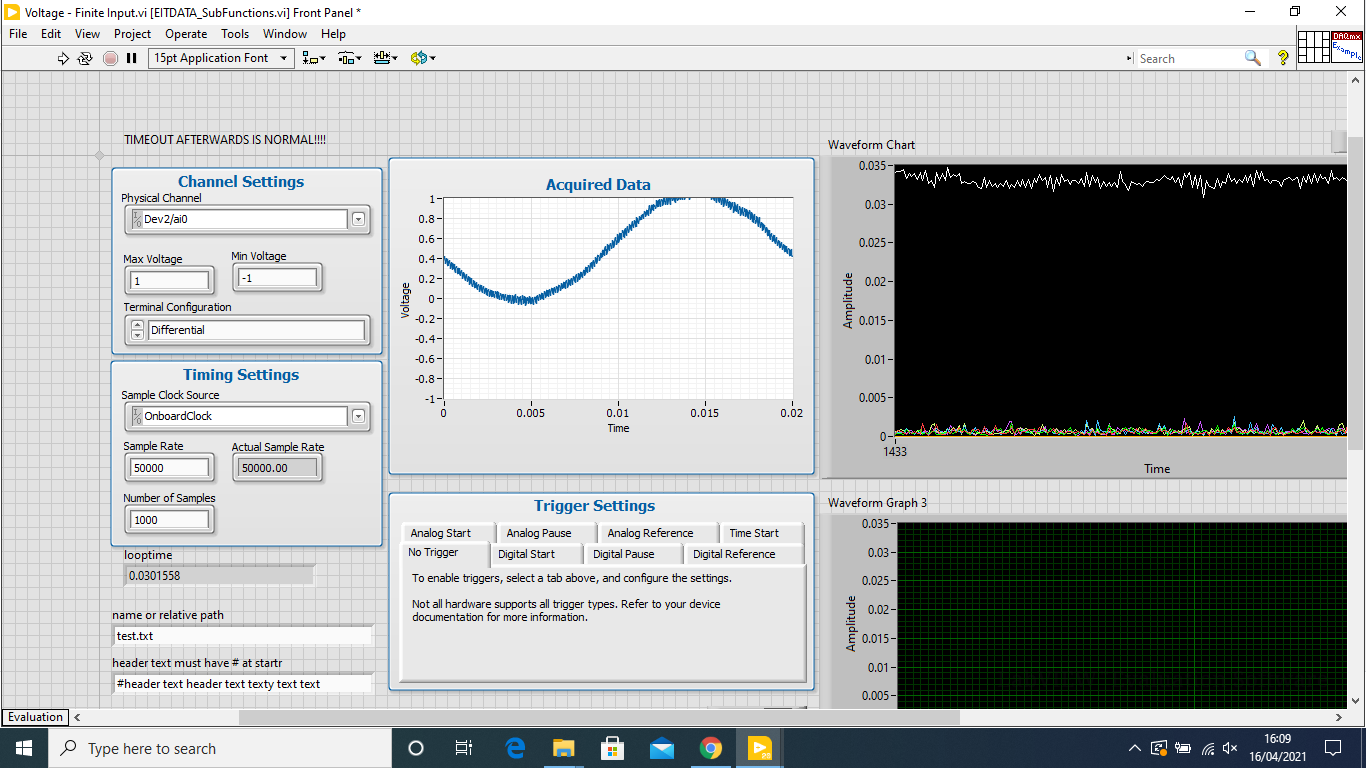 Voltage - Finite Input.vi [EITDATA_SubFunctions.vi] Front Panel *
File Edit View Project Operate Tools Window Help
15pt Application Font
Search
DAQmx
Example
TIMEOUT AFTERWARDS IS NORMAL!!!!
Channel Settings
Physical Channel
Dev2/ai0
Max Voltage Min Voltage
1 -1
Terminal Configuration
Differential
Timing Settings
Sample Clock Source
OnboardClock
Sample Rate Actual Sample Rate
50000 50000.00
Number of Samples
1000
looptime
0.0301558
name or relative path
test.txt
header text must have # at startr
#header text header text texty text text
Acquired Data
Voltage
1
0.8
0.6
0.4
0.2
0
-0.2
-0.4
-0.6
-0.8
-1
0 0.005 0.01 0.015 0.02
Time
Trigger Settings
Analog Start Analog Pause Analog Reference Time Start
No Trigger Digital Start Digital Pause Digital Reference
To enable triggers, select a tab above, and configure the settings.
Not all hardware supports all trigger types. Refer to your device
documentation for more information.
Waveform Chart
Amplitude
0.035
0.03
0.025
0.02
0.015
0.01
0.005
0
1433
Time
Waveform Graph 3
Amplitude
0.035
0.03
0.025
0.02
0.015
0.01
0.005
Evaluation
Type here to search
16:09
16/04/2021